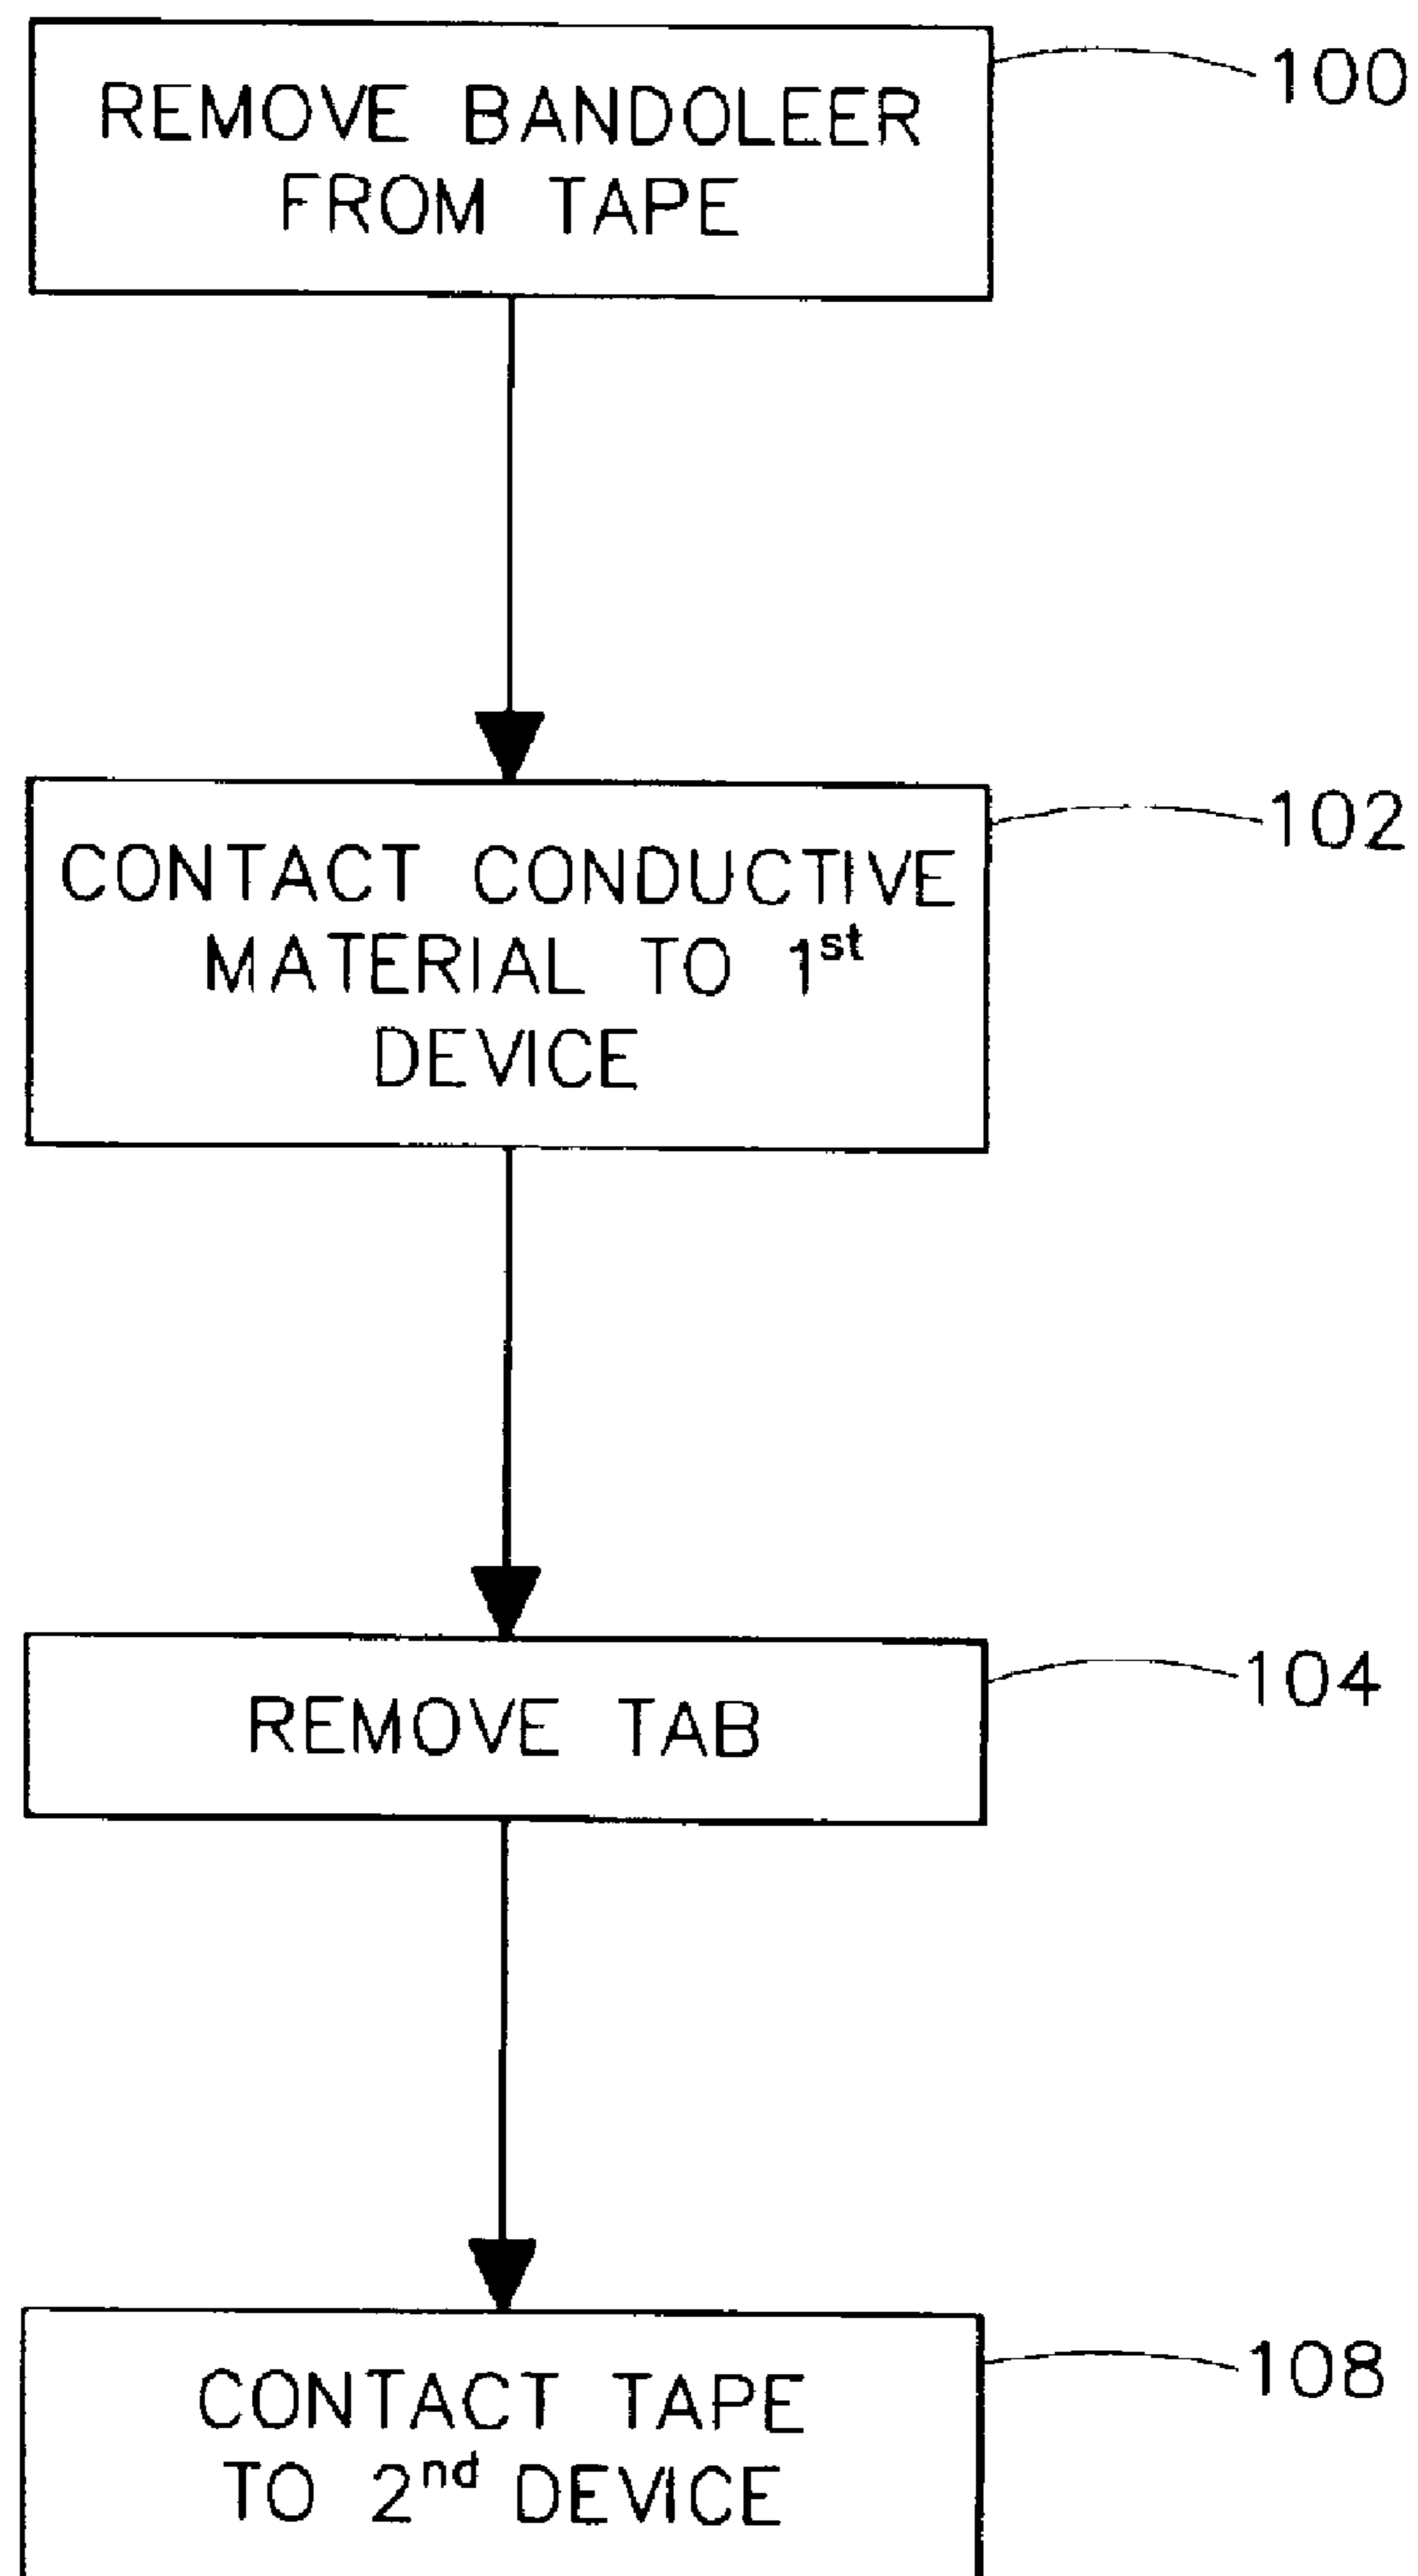 REMOVE BANDOLEER
FROM TAPE
100
CONTACT CONDUCTIVE
MATERIAL TO 1st
DEVICE
102
REMOVE TAB
104
CONTACT TAPE
TO 2nd DEVICE
108